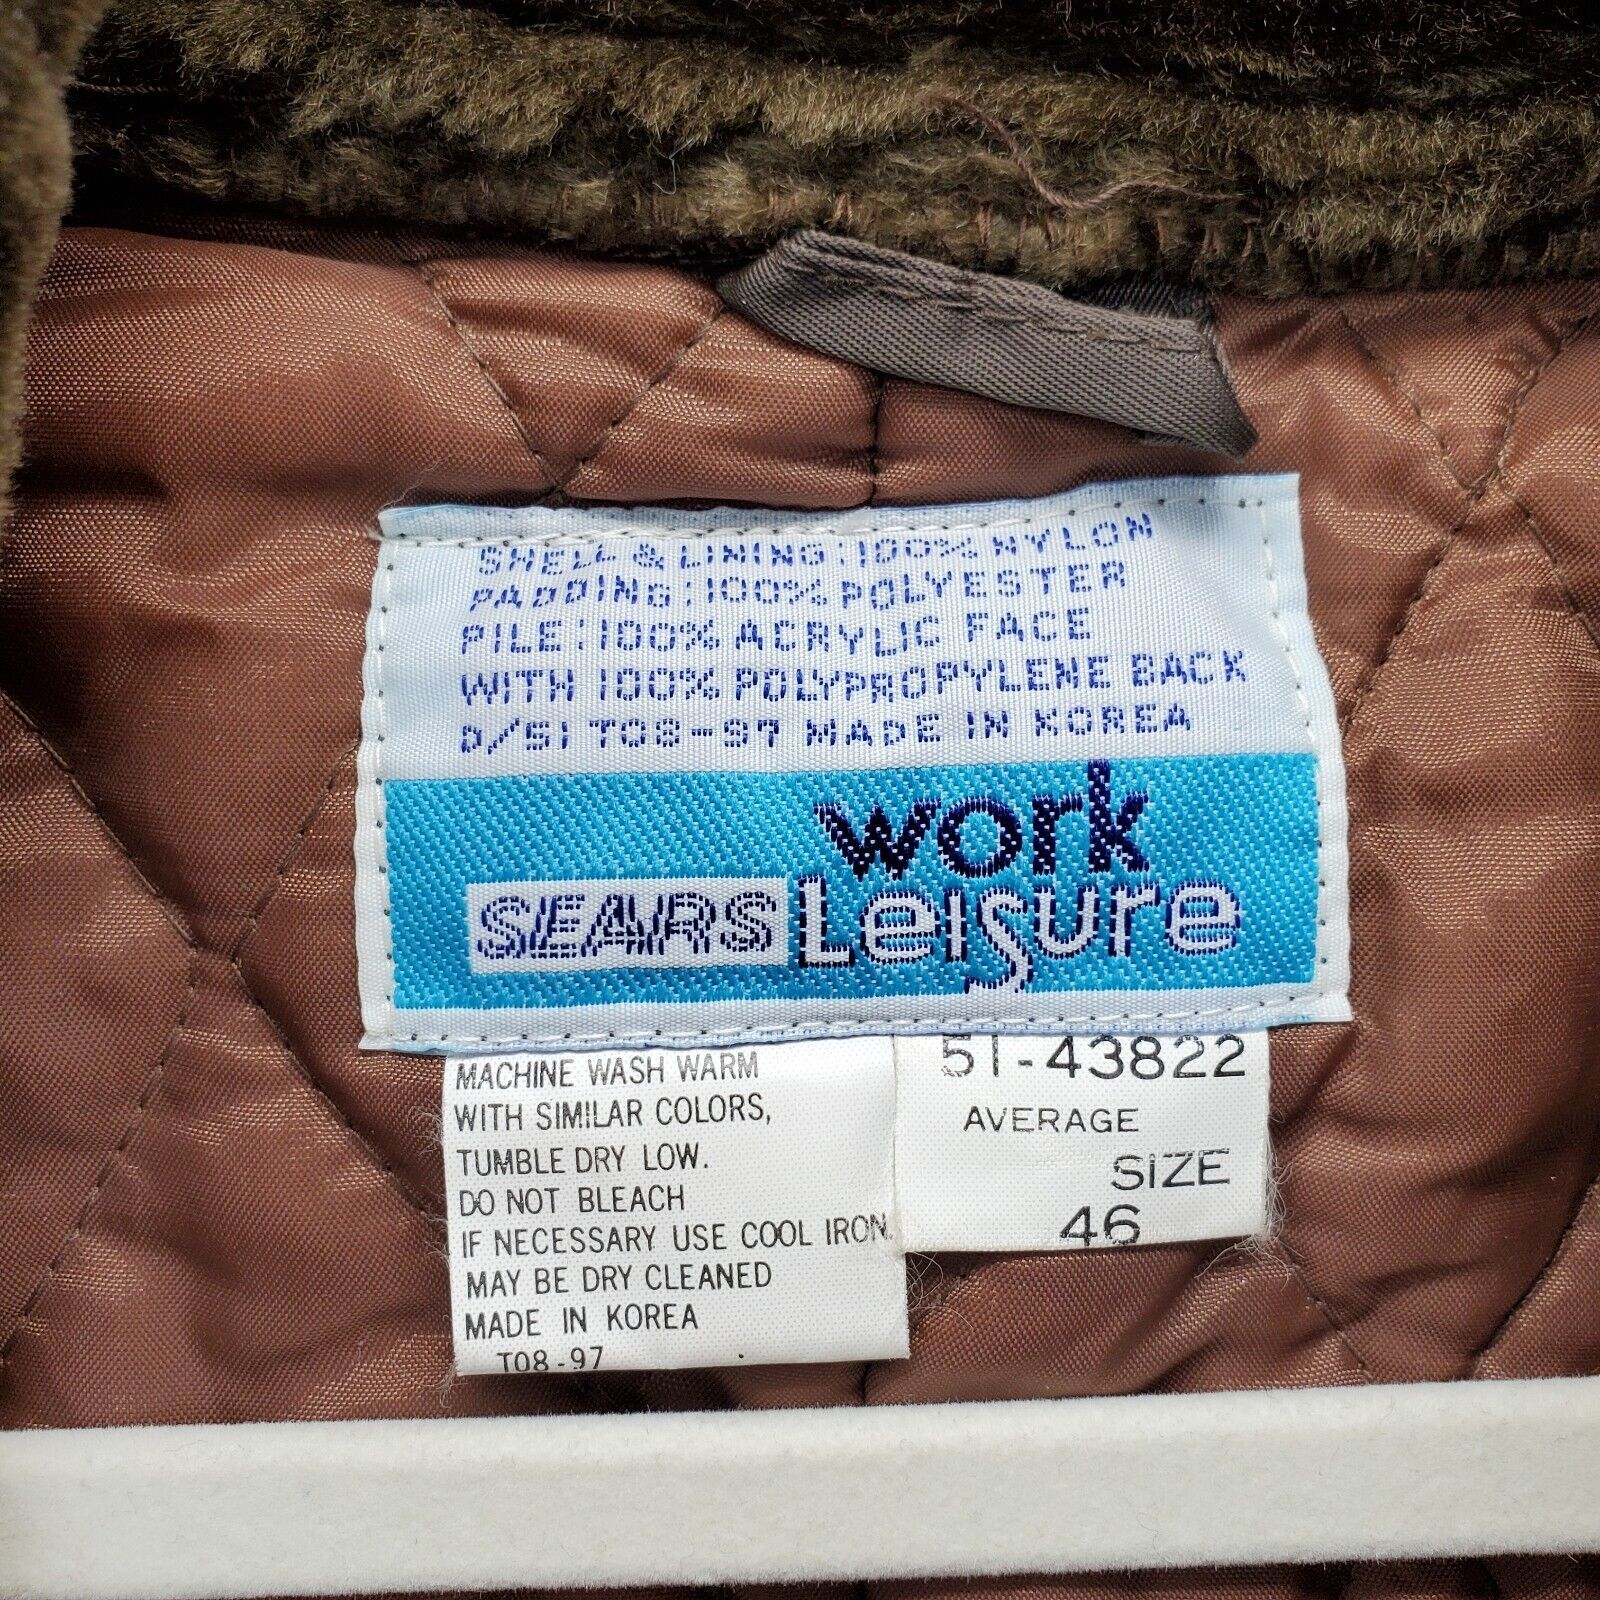 SHELL & LINING: 100% NYLON
PADDING: 100% POLYESTER
PILE: 100% ACRYLIC FACE
WITH 100% POLYPROPYLENE BACK
D/SI T08-97 MADE IN KOREA
work
SEARS Leisure
MACHINE WASH WARM
WITH SIMILAR COLORS,
TUMBLE DRY LOW.
DO NOT BLEACH
IF NECESSARY USE COOL IRON.
MAY BE DRY CLEANED
MADE IN KOREA
T08-97
51-43822
AVERAGE
SIZE
46